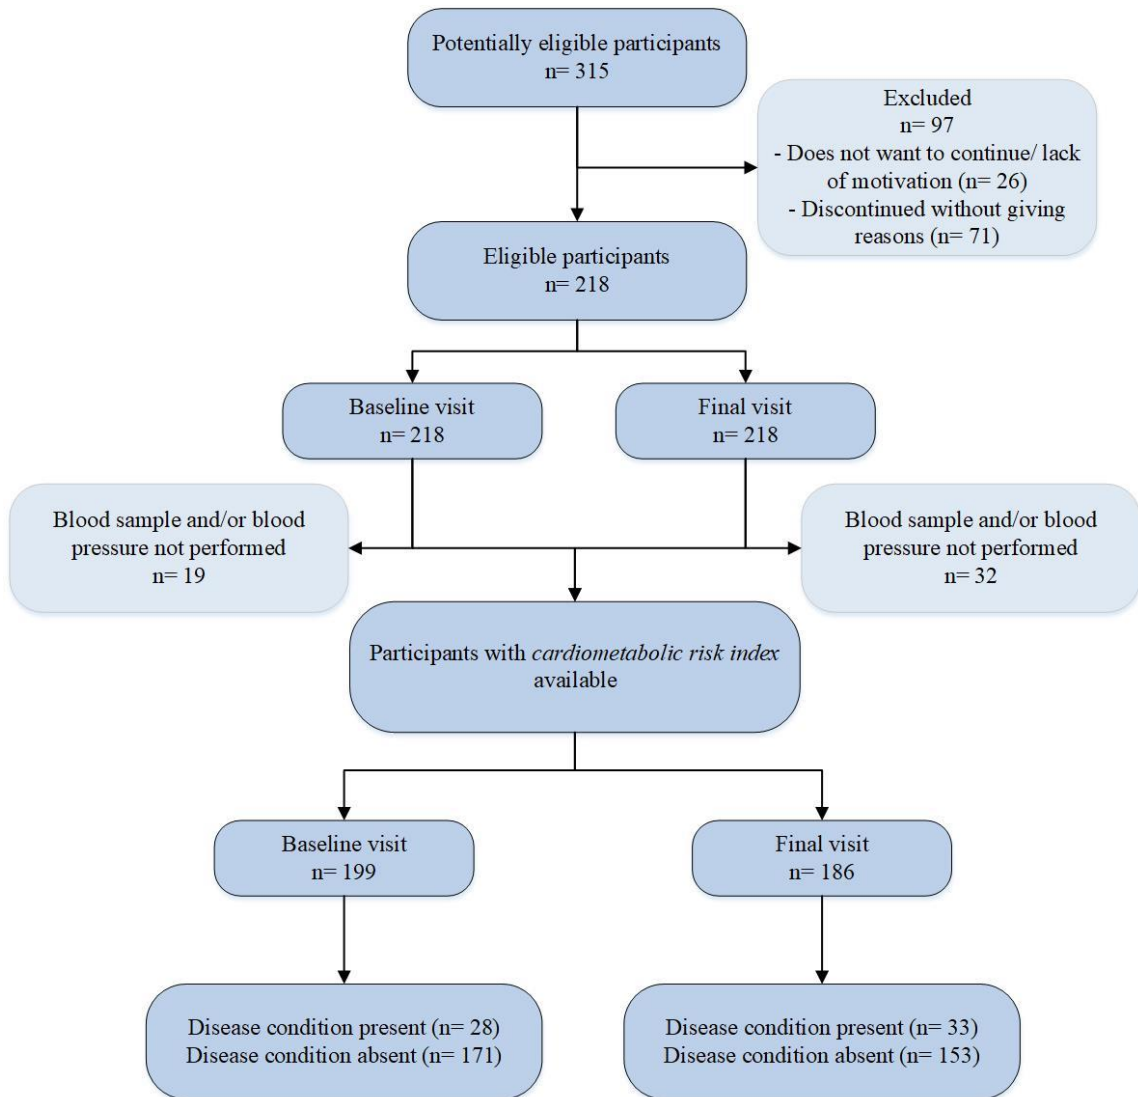 Potentially eligible participants
n= 315
Excluded
n= 97
- Does not want to continue/ lack
of motivation (n= 26)
- Discontinued without giving
reasons (n= 71)
Eligible participants
n= 218
Baseline visit
n= 218
Final visit
n= 218
Blood sample and/or blood
pressure not performed
n= 19
Blood sample and/or blood
pressure not performed
n= 32
Participants with cardiometabolic risk index
available
Baseline visit
n= 199
Final visit
n= 186
Disease condition present (n= 28)
Disease condition absent (n= 171)
Disease condition present (n= 33)
Disease condition absent (n= 153)